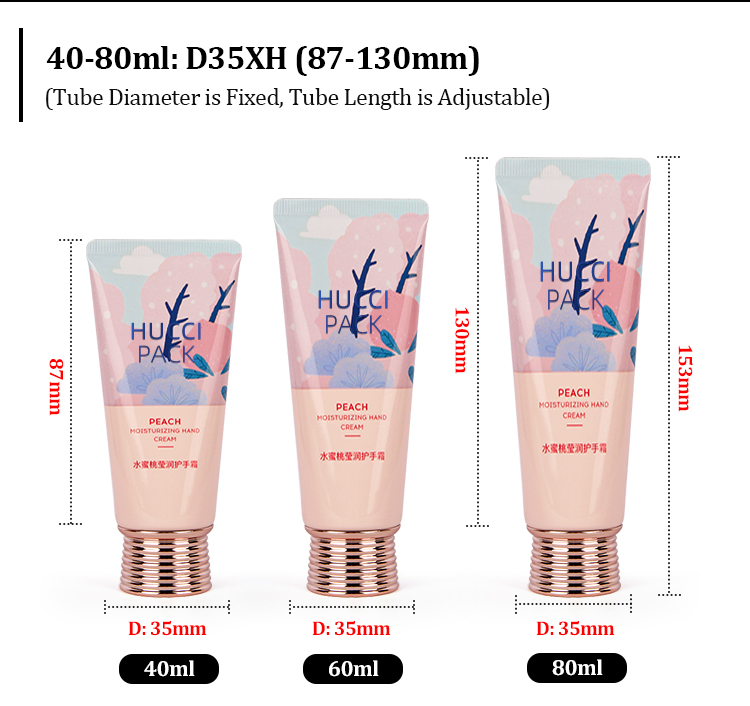 40-80ml: D35XH (87-130mm)
(Tube Diameter is Fixed, Tube Length is Adjustable)
87mm
130mm
153mm
HUCCI
PACK
PEACH
MOISTURIZING HAND
CREAM
水蜜桃莹润护手霜
HUCCI
PACK
PEACH
MOISTURIZING HAND
CREAM
水蜜桃莹润护手霜
HUCCI
PACK
PEACH
MOISTURIZING HAND
CREAM
水蜜桃莹润护手霜
D: 35mm
D: 35mm
D: 35mm
40ml
60ml
80ml